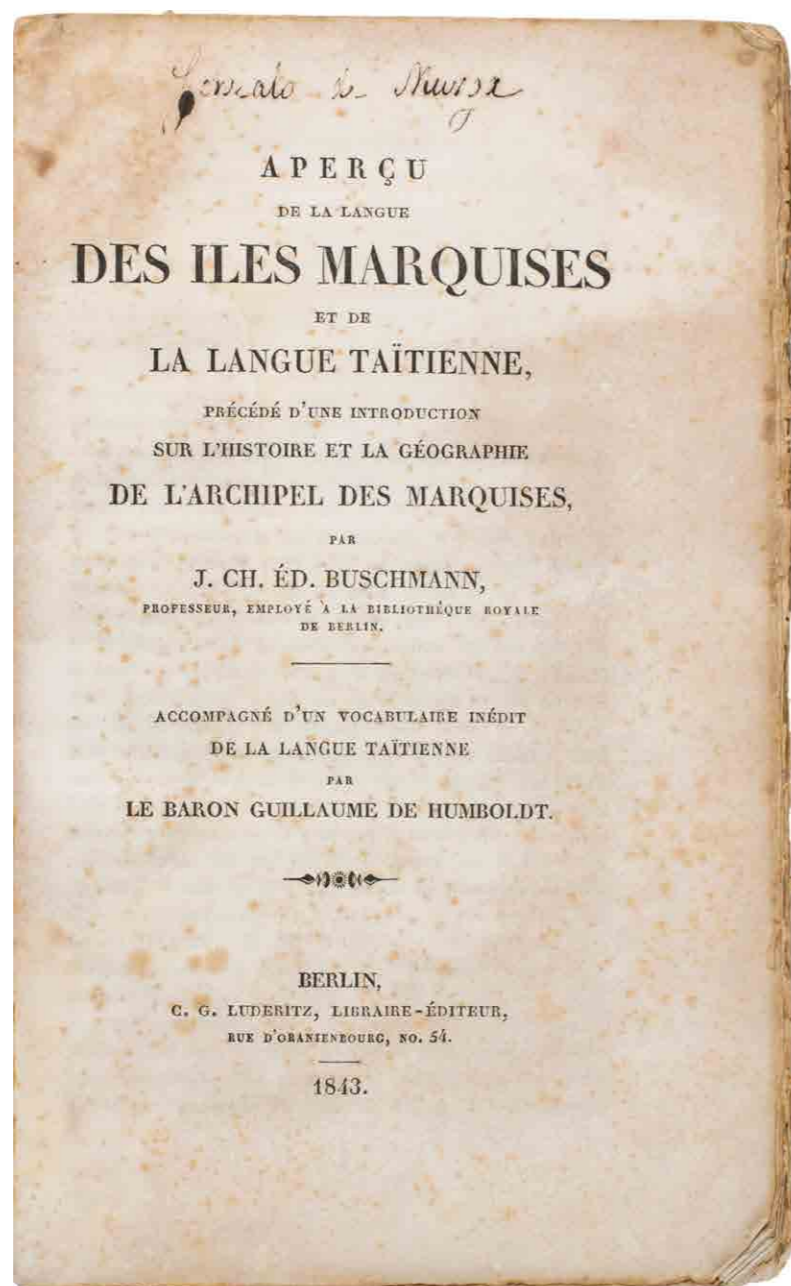 APERÇU
DE LA LANGUE
DES ILES MARQUISES
ET DE
LA LANGUE TAÏTIENNE,
PRÉCÉDÉ D'UNE INTRODUCTION
SUR L'HISTOIRE ET LA GÉOGRAPHIE
DE L'ARCHIPEL DES MARQUISES,
PAR
J. CH. ÉD. BUSCHMANN,
PROFESSEUR, EMPLOYÉ À LA BIBLIOTHÉQUE ROYALE
DE BERLIN.
ACCOMPAGNÉ D'UN VOCABULAIRE INÉDIT
DE LA LANGUE TAÏTIENNE
PAR
LE BARON GUILLAUME DE HUMBOLDT.
BERLIN,
C. G. LUDERITZ, LIBRAIRE-ÉDITEUR,
RUE D'ORANIENBOURG, NO. 54.
1843.